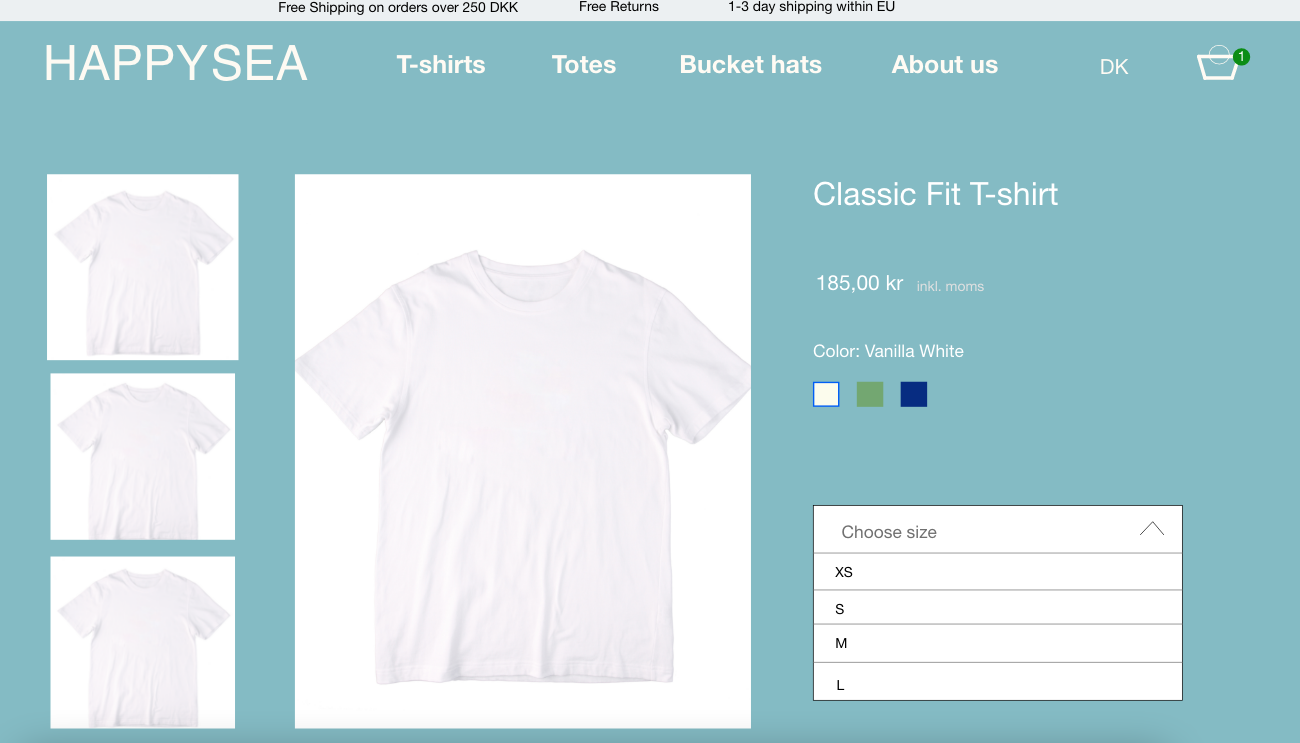 Free Shipping on orders over 250 DKK Free Returns 1-3 day shipping within EU
HAPPYSEA T-shirts Totes Bucket hats About us DK 1
Classic Fit T-shirt
185,00 kr inkl. moms
Color: Vanilla White
Choose size
XS
S
M
L